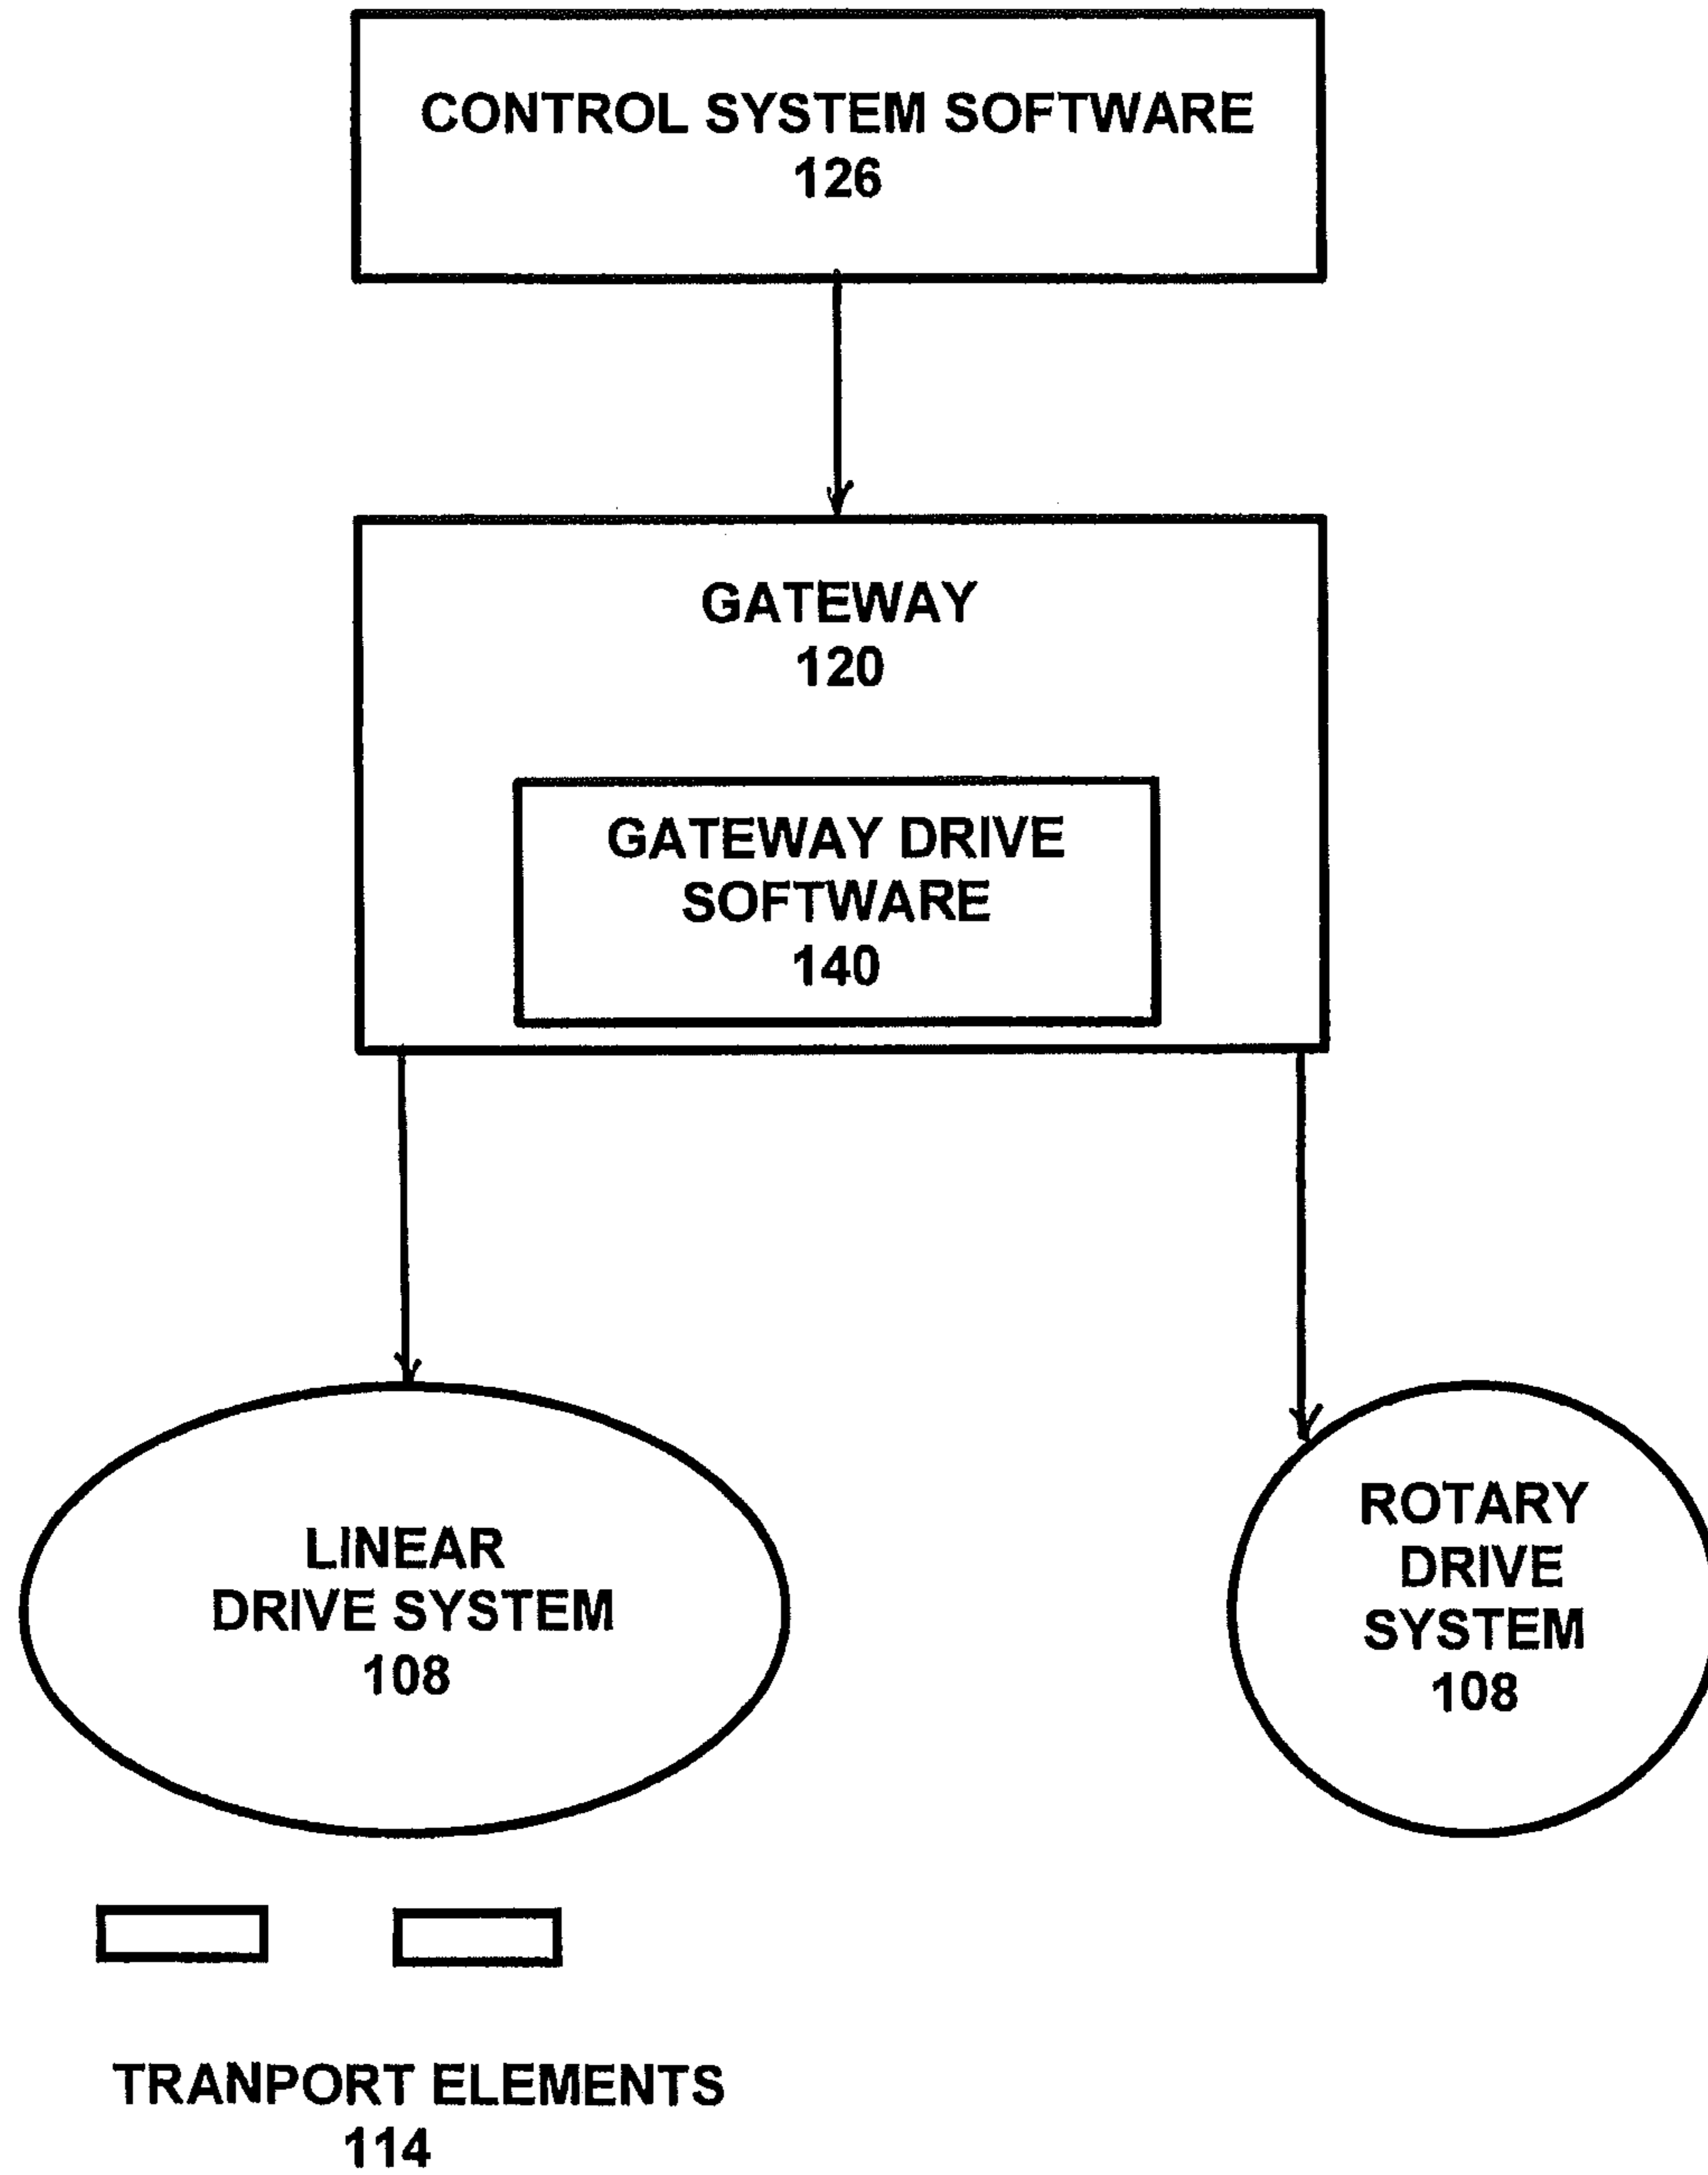 CONTROL SYSTEM SOFTWARE
126
GATEWAY
120
GATEWAY DRIVE
SOFTWARE
140
LINEAR
DRIVE SYSTEM
108
ROTARY
DRIVE
SYSTEM
108
TRANPORT ELEMENTS
114